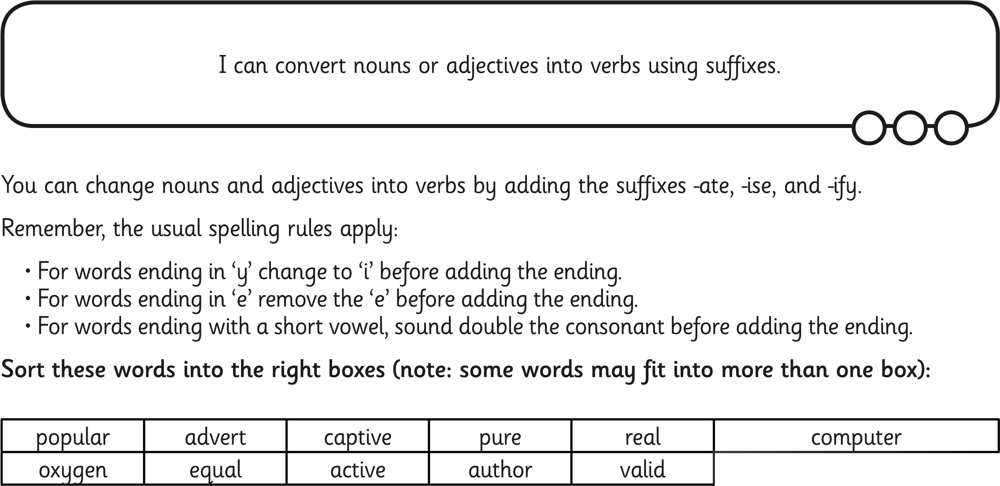 I can convert nouns or adjectives into verbs using suffixes.
You can change nouns and adjectives into verbs by adding the suffixes -ate, -ise, and -ify.
Remember, the usual spelling rules apply:
• For words ending in ‘y’ change to ‘i’ before adding the ending.
• For words ending in ‘e’ remove the ‘e’ before adding the ending.
• For words ending with a short vowel, sound double the consonant before adding the ending.
Sort these words into the right boxes (note: some words may fit into more than one box):
popular advert captive pure real computer
oxygen equal active author valid